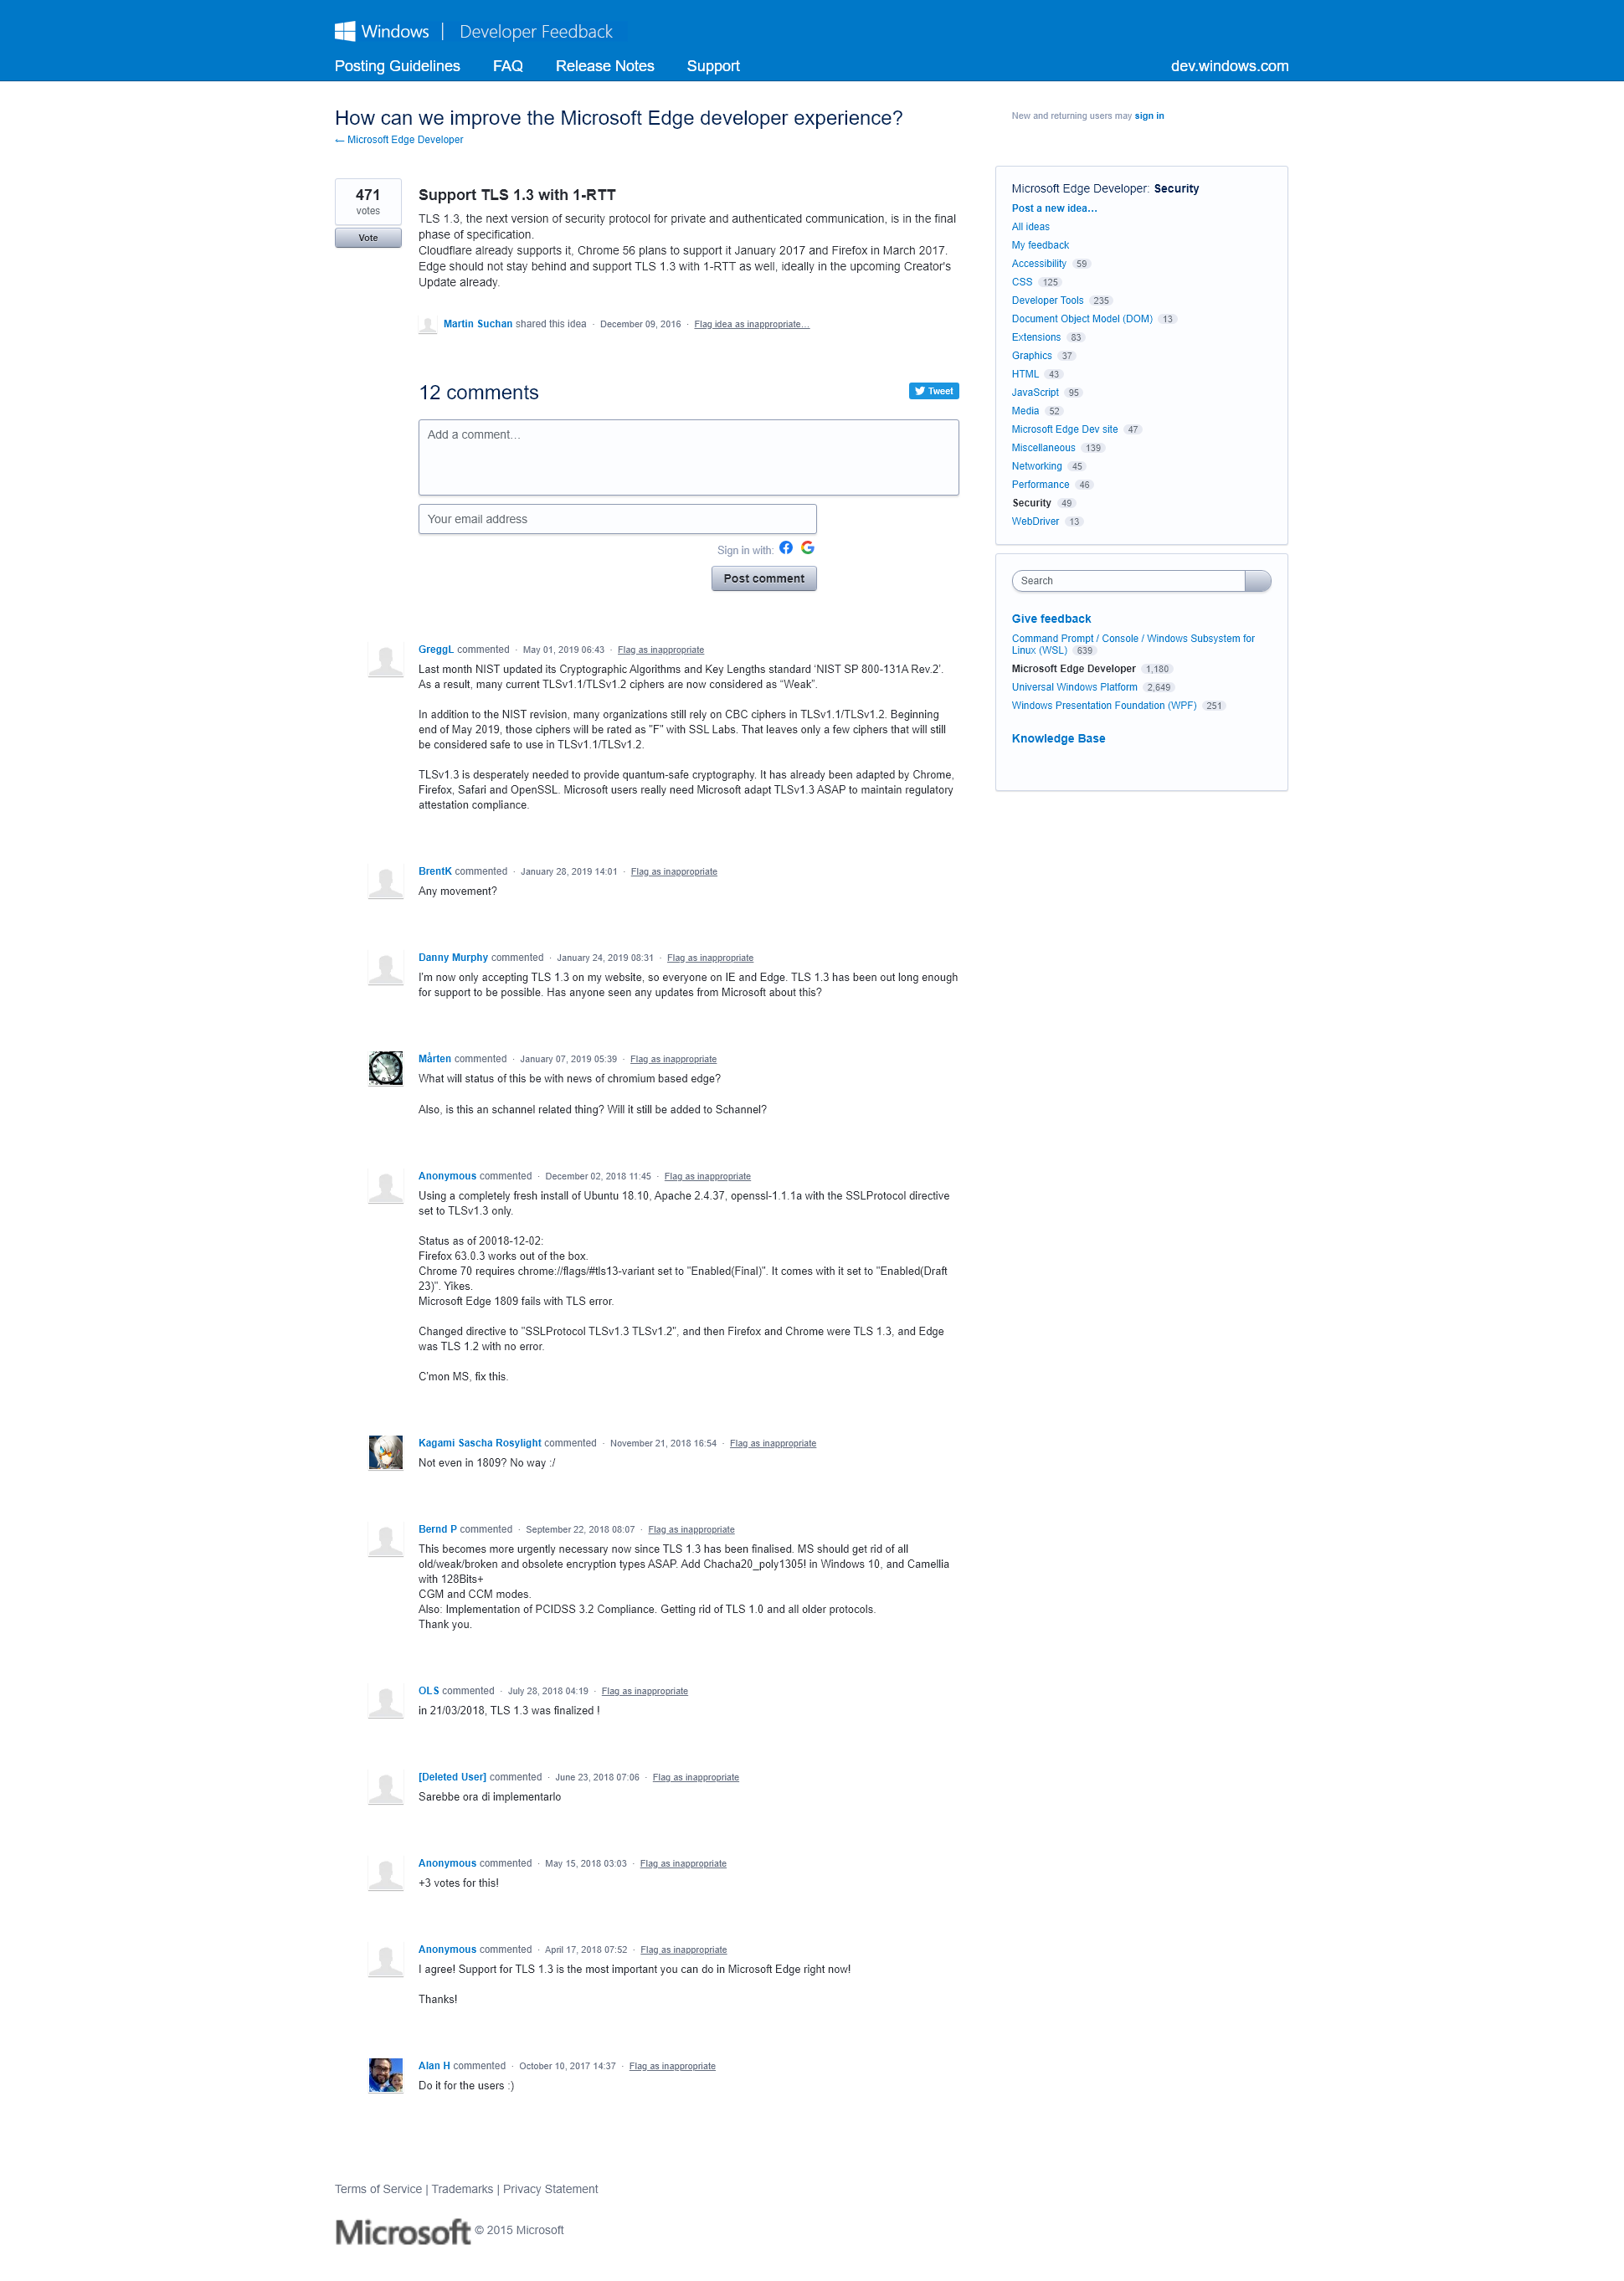 Windows | Developer Feedback
Posting Guidelines FAQ Release Notes Support dev.windows.com
How can we improve the Microsoft Edge developer experience?
← Microsoft Edge Developer
New and returning users may sign in
471
votes
Vote
Support TLS 1.3 with 1-RTT
TLS 1.3, the next version of security protocol for private and authenticated communication, is in the final
phase of specification.
Cloudflare already supports it, Chrome 56 plans to support it January 2017 and Firefox in March 2017.
Edge should not stay behind and support TLS 1.3 with 1-RTT as well, ideally in the upcoming Creator's
Update already.
Martin Suchan shared this idea · December 09, 2016 · Flag idea as inappropriate…
12 comments
Tweet
Add a comment…
Your email address
Sign in with:
Post comment
GreggL commented · May 01, 2019 06:43 · Flag as inappropriate
Last month NIST updated its Cryptographic Algorithms and Key Lengths standard ‘NIST SP 800-131A Rev.2’.
As a result, many current TLSv1.1/TLSv1.2 ciphers are now considered as “Weak”.
In addition to the NIST revision, many organizations still rely on CBC ciphers in TLSv1.1/TLSv1.2. Beginning
end of May 2019, those ciphers will be rated as "F" with SSL Labs. That leaves only a few ciphers that will still
be considered safe to use in TLSv1.1/TLSv1.2.
TLSv1.3 is desperately needed to provide quantum-safe cryptography. It has already been adapted by Chrome,
Firefox, Safari and OpenSSL. Microsoft users really need Microsoft adapt TLSv1.3 ASAP to maintain regulatory
attestation compliance.
BrentK commented · January 28, 2019 14:01 · Flag as inappropriate
Any movement?
Danny Murphy commented · January 24, 2019 08:31 · Flag as inappropriate
I'm now only accepting TLS 1.3 on my website, so everyone on IE and Edge. TLS 1.3 has been out long enough
for support to be possible. Has anyone seen any updates from Microsoft about this?
Mårten commented · January 07, 2019 05:39 · Flag as inappropriate
What will status of this be with news of chromium based edge?
Also, is this an schannel related thing? Will it still be added to Schannel?
Anonymous commented · December 02, 2018 11:45 · Flag as inappropriate
Using a completely fresh install of Ubuntu 18.10, Apache 2.4.37, openssl-1.1.1a with the SSLProtocol directive
set to TLSv1.3 only.
Status as of 20018-12-02:
Firefox 63.0.3 works out of the box.
Chrome 70 requires chrome://flags/#tls13-variant set to "Enabled(Final)". It comes with it set to "Enabled(Draft
23)". Yikes.
Microsoft Edge 1809 fails with TLS error.
Changed directive to "SSLProtocol TLSv1.3 TLSv1.2", and then Firefox and Chrome were TLS 1.3, and Edge
was TLS 1.2 with no error.
C'mon MS, fix this.
Kagami Sascha Rosylight commented · November 21, 2018 16:54 · Flag as inappropriate
Not even in 1809? No way :/
Bernd P commented · September 22, 2018 08:07 · Flag as inappropriate
This becomes more urgently necessary now since TLS 1.3 has been finalised. MS should get rid of all
old/weak/broken and obsolete encryption types ASAP. Add Chacha20_poly1305! in Windows 10, and Camellia
with 128Bits+
CGM and CCM modes.
Also: Implementation of PCIDSS 3.2 Compliance. Getting rid of TLS 1.0 and all older protocols.
Thank you.
OLS commented · July 28, 2018 04:19 · Flag as inappropriate
in 21/03/2018, TLS 1.3 was finalized !
[Deleted User] commented · June 23, 2018 07:06 · Flag as inappropriate
Sarebbe ora di implementarlo
Anonymous commented · May 15, 2018 03:03 · Flag as inappropriate
+3 votes for this!
Anonymous commented · April 17, 2018 07:52 · Flag as inappropriate
I agree! Support for TLS 1.3 is the most important you can do in Microsoft Edge right now!
Thanks!
Alan H commented · October 10, 2017 14:37 · Flag as inappropriate
Do it for the users :)
Microsoft Edge Developer: Security
Post a new idea…
All ideas
My feedback
Accessibility 59
CSS 125
Developer Tools 235
Document Object Model (DOM) 13
Extensions 83
Graphics 37
HTML 43
JavaScript 95
Media 52
Microsoft Edge Dev site 47
Miscellaneous 139
Networking 45
Performance 46
Security 49
WebDriver 13
Search
Give feedback
Command Prompt / Console / Windows Subsystem for
Linux (WSL) 639
Microsoft Edge Developer 1,180
Universal Windows Platform 2,649
Windows Presentation Foundation (WPF) 251
Knowledge Base
Terms of Service | Trademarks | Privacy Statement
Microsoft © 2015 Microsoft